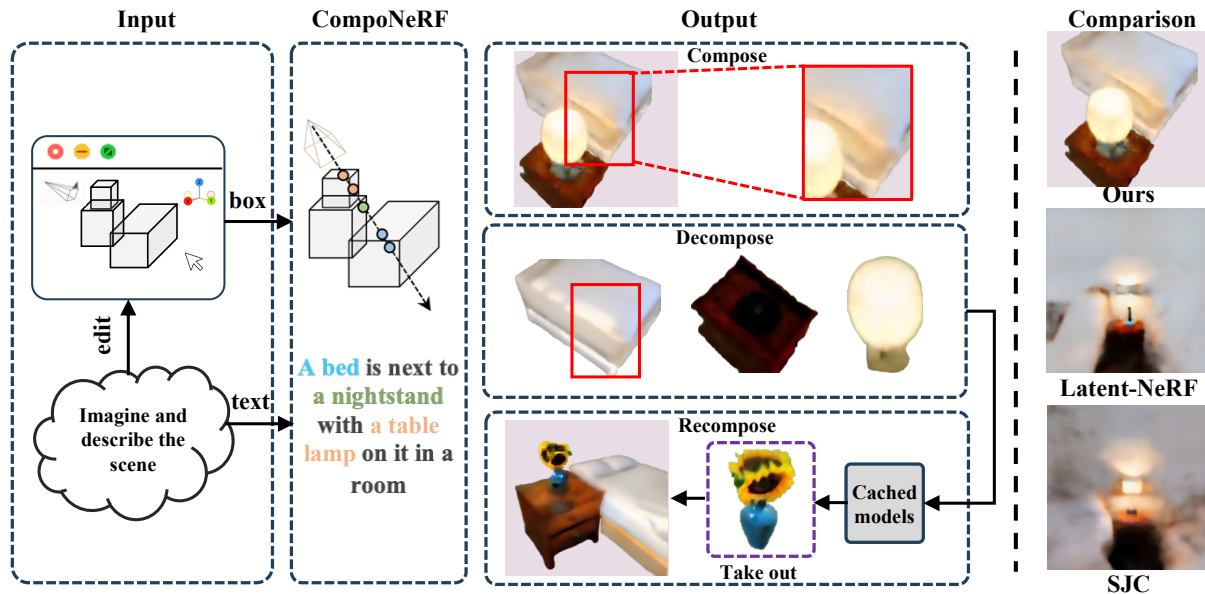 Input
CompoNeRF
Output
Comparison
box
edit
text
Imagine and
describe the
scene
A bed is next to
a nightstand
with a table
lamp on it in a
room
Compose
Decompose
Recompose
Cached
models
Take out
Ours
Latent-NeRF
SJC
Z
X
Y